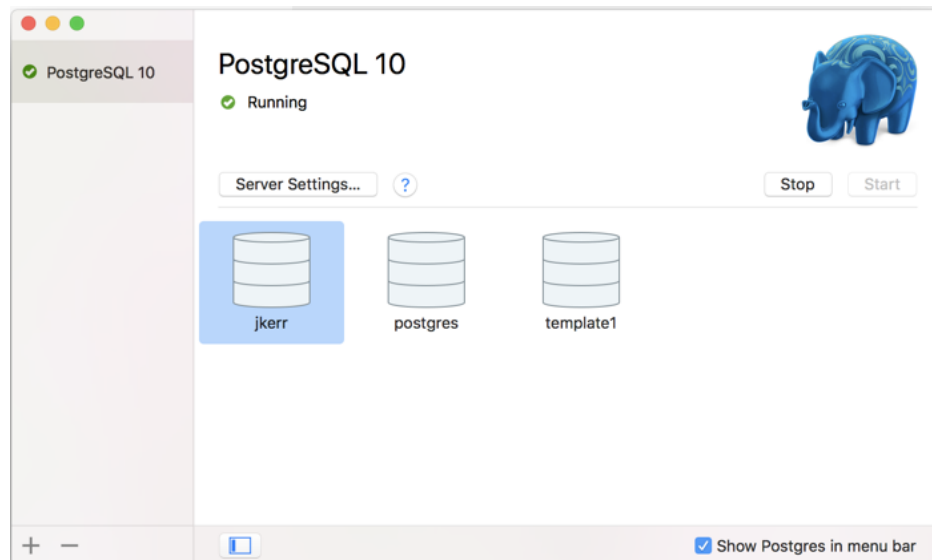 PostgreSQL 10
PostgreSQL 10
Running
Server Settings... ? Stop Start
jkerr postgres template1
Show Postgres in menu bar